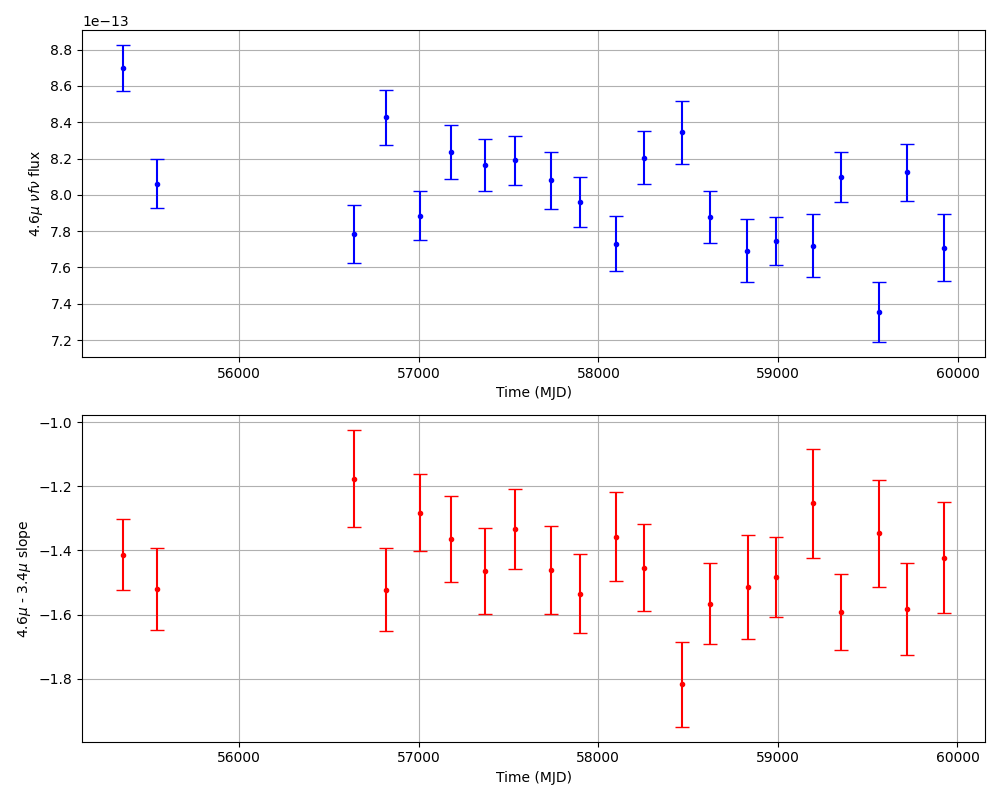 1e−13
8.8
8.6
8.4
8.2
8.0
7.8
7.6
7.4
7.2
4.6μ νfν flux
56000 57000 58000 59000 60000
Time (MJD)
−1.0
−1.2
−1.4
−1.6
−1.8
4.6μ - 3.4μ slope
56000 57000 58000 59000 60000
Time (MJD)